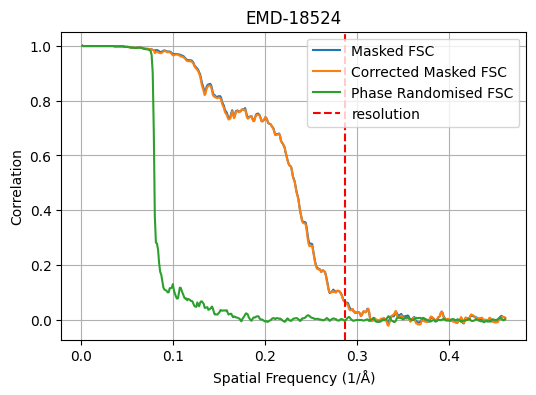 EMD-18524
Masked FSC
Corrected Masked FSC
Phase Randomised FSC
resolution
Correlation
1.0
0.8
0.6
0.4
0.2
0.0
0.0 0.1 0.2 0.3 0.4
Spatial Frequency (1/Å)